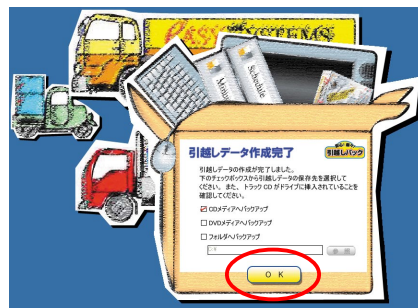 EASY SYSTEMS
Schedule
引越しデータ作成完了
引越しパック
引越しデータの作成が完了しました。
下のチェックボックスから引越しデータの保存先を選択して
ください。また、トラック CD がドライブに挿入されていることを
確認してください。
CDメディアへバックアップ
DVDメディアへバックアップ
フォルダへバックアップ
参 照
O K